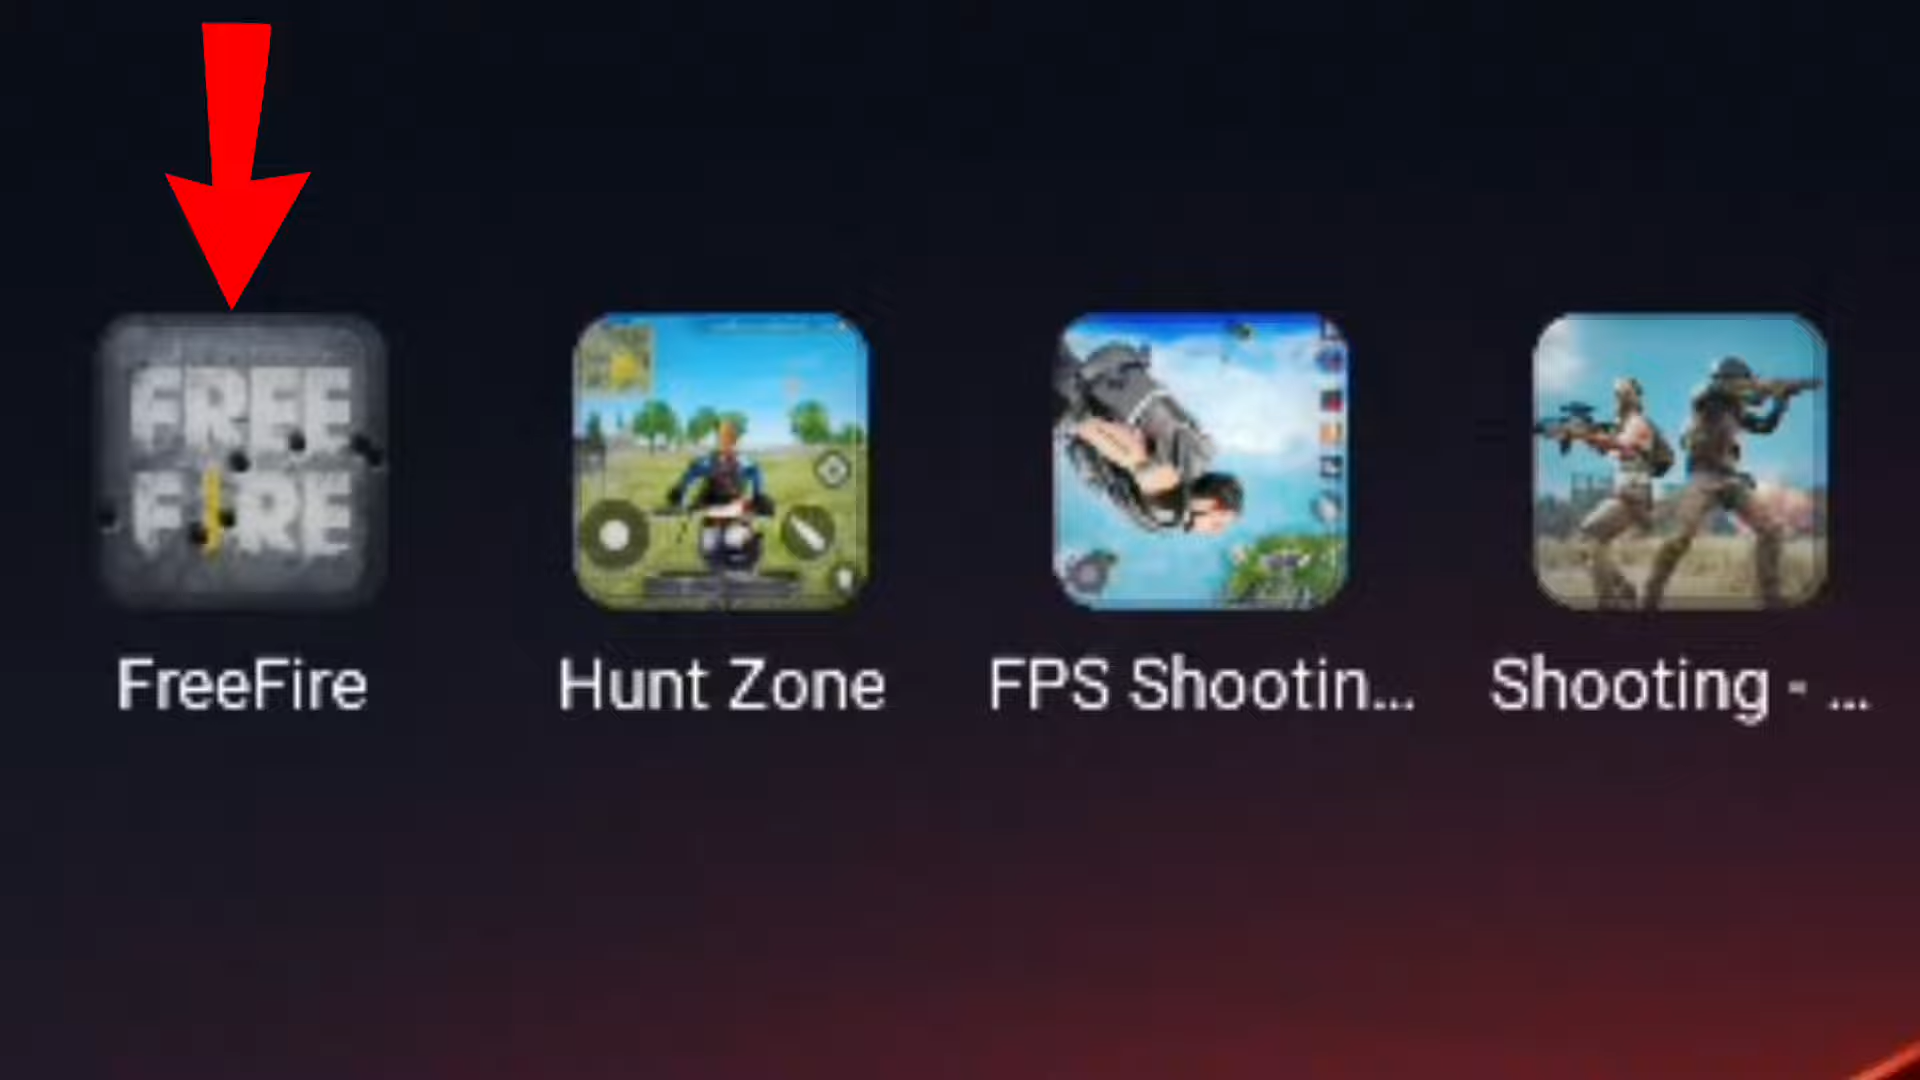 FREE
FIRE
FreeFire
Hunt Zone
FPS Shootin...
Shooting - ...